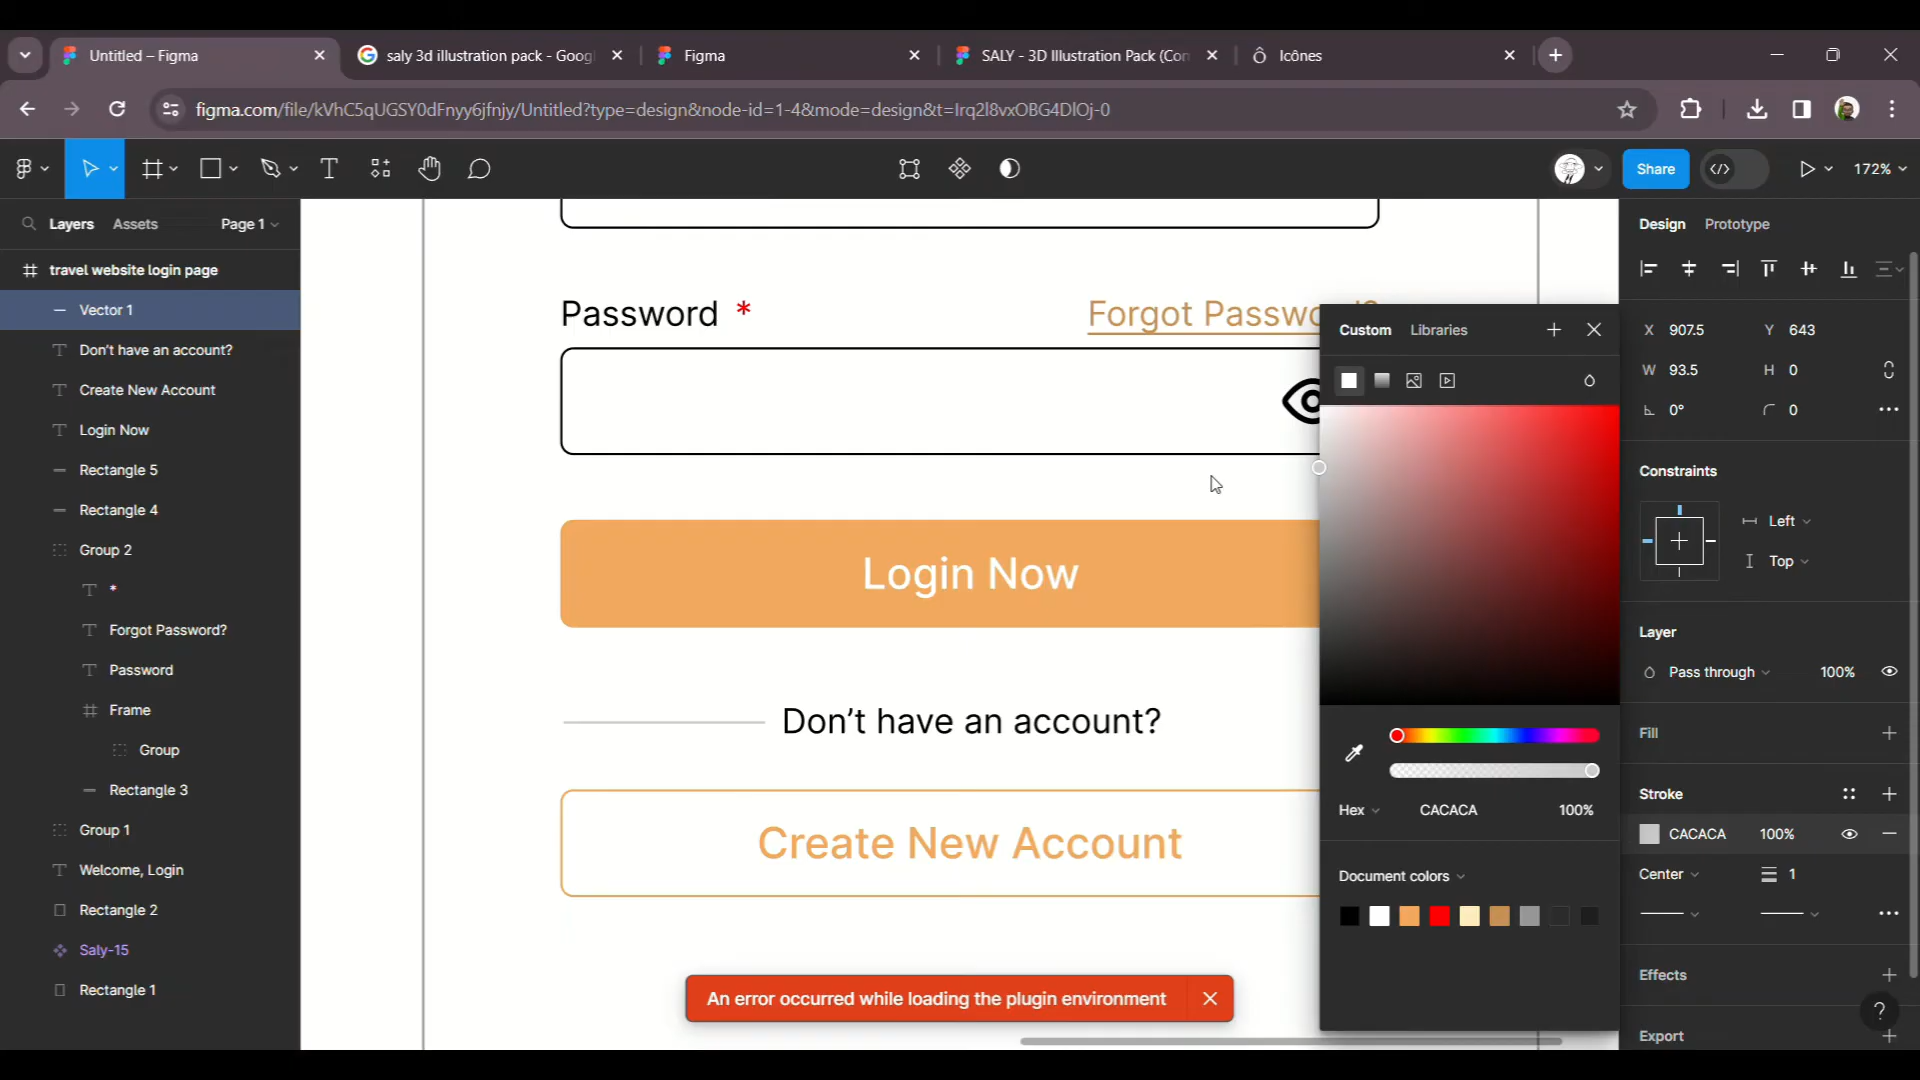 Untitled – Figma
saly 3d illustration pack - Goog
Figma
SALY - 3D Illustration Pack (Con
Icônes
figma.com/file/kVhC5qUGSY0dFnyy6jfnjy/Untitled?type=design&node-id=1-4&mode=design&t=Irq2l8vxOBG4DlOj-0
Share
172%
Layers
Assets
Page 1
Design
Prototype
travel website login page
Vector 1
Don't have an account?
Create New Account
Login Now
Rectangle 5
Rectangle 4
Group 2
*
Forgot Password?
Password
Frame
Group
Rectangle 3
Group 1
Welcome, Login
Rectangle 2
Saly-15
Rectangle 1
Password *
Forgot Passwo
Login Now
Don’t have an account?
Create New Account
An error occurred while loading the plugin environment
Custom
Libraries
Hex
CACACA
100%
Document colors
X 907.5
Y 643
W 93.5
H 0
0°
0
Constraints
Left
Top
Layer
Pass through
100%
Fill
Stroke
CACACA
100%
Center
1
Effects
?
Export